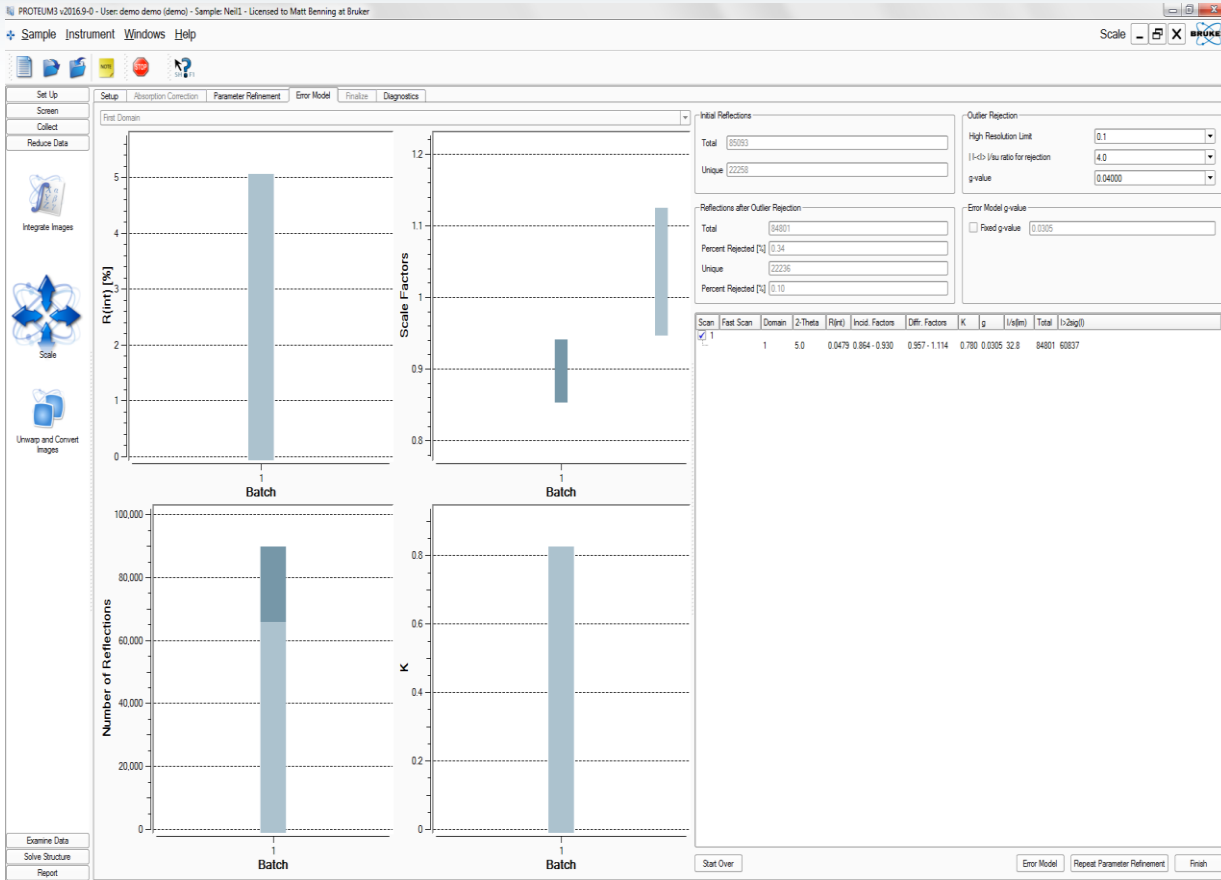 PROTEUM3 v2016.9-0 - User: demo demo (demo) - Sample: Neil1 - Licensed to Matt Benning at Bruker
Sample Instrument Windows Help
Scale
BRUKER
NOTE
STOP
SH F1
Set Up
Screen
Collect
Reduce Data
Integrate Images
Scale
Unwarp and Convert
Images
Examine Data
Solve Structure
Report
Setup Absorption Correction Parameter Refinement Error Model Finalize Diagnostics
First Domain
R(int) [%]
5
4
3
2
1
0
1
Batch
Scale Factors
1.2
1.1
1
0.9
0.8
1
Batch
Number of Reflections
100,000
80,000
60,000
40,000
20,000
0
1
Batch
K
0.8
0.6
0.4
0.2
0
1
Batch
Initial Reflections
Total 85093
Unique 22258
Outlier Rejection
High Resolution Limit 0.1
| I-<I> |/su ratio for rejection 4.0
g-value 0.04000
Reflections after Outlier Rejection
Total 84801
Percent Rejected [%] 0.34
Unique 22236
Percent Rejected [%] 0.10
Error Model g-value
Fixed g-value 0.0305
Scan Fast Scan Domain 2-Theta R(int) Incid. Factors Diffr. Factors K g I/s(lim) Total I>2sig(I)
1
1 5.0 0.0479 0.864 - 0.930 0.957 - 1.114 0.780 0.0305 32.8 84801 60837
Start Over
Error Model
Repeat Parameter Refinement
Finish